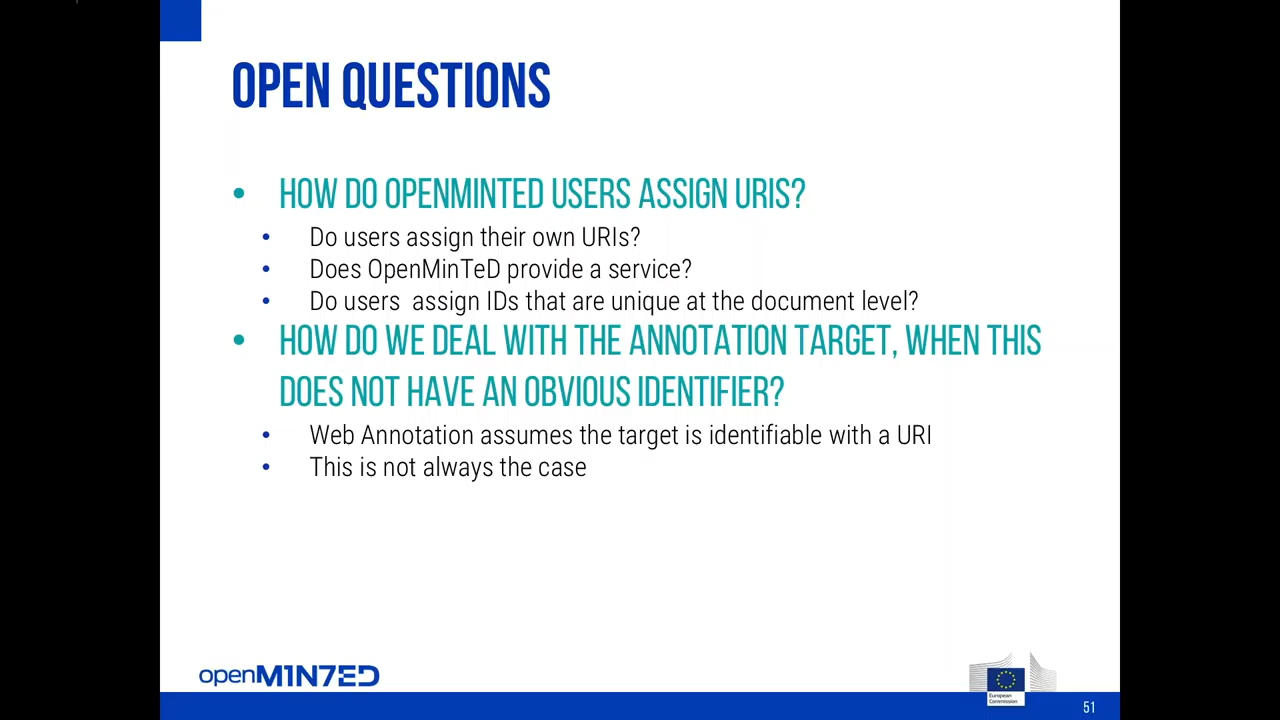 OPEN QUESTIONS
• HOW DO OPENMINTED USERS ASSIGN URIS?
• Do users assign their own URIs?
• Does OpenMinTeD provide a service?
• Do users assign IDs that are unique at the document level?
• HOW DO WE DEAL WITH THE ANNOTATION TARGET, WHEN THIS
DOES NOT HAVE AN OBVIOUS IDENTIFIER?
• Web Annotation assumes the target is identifiable with a URI
• This is not always the case
openM1N7ED
European
Commission
51